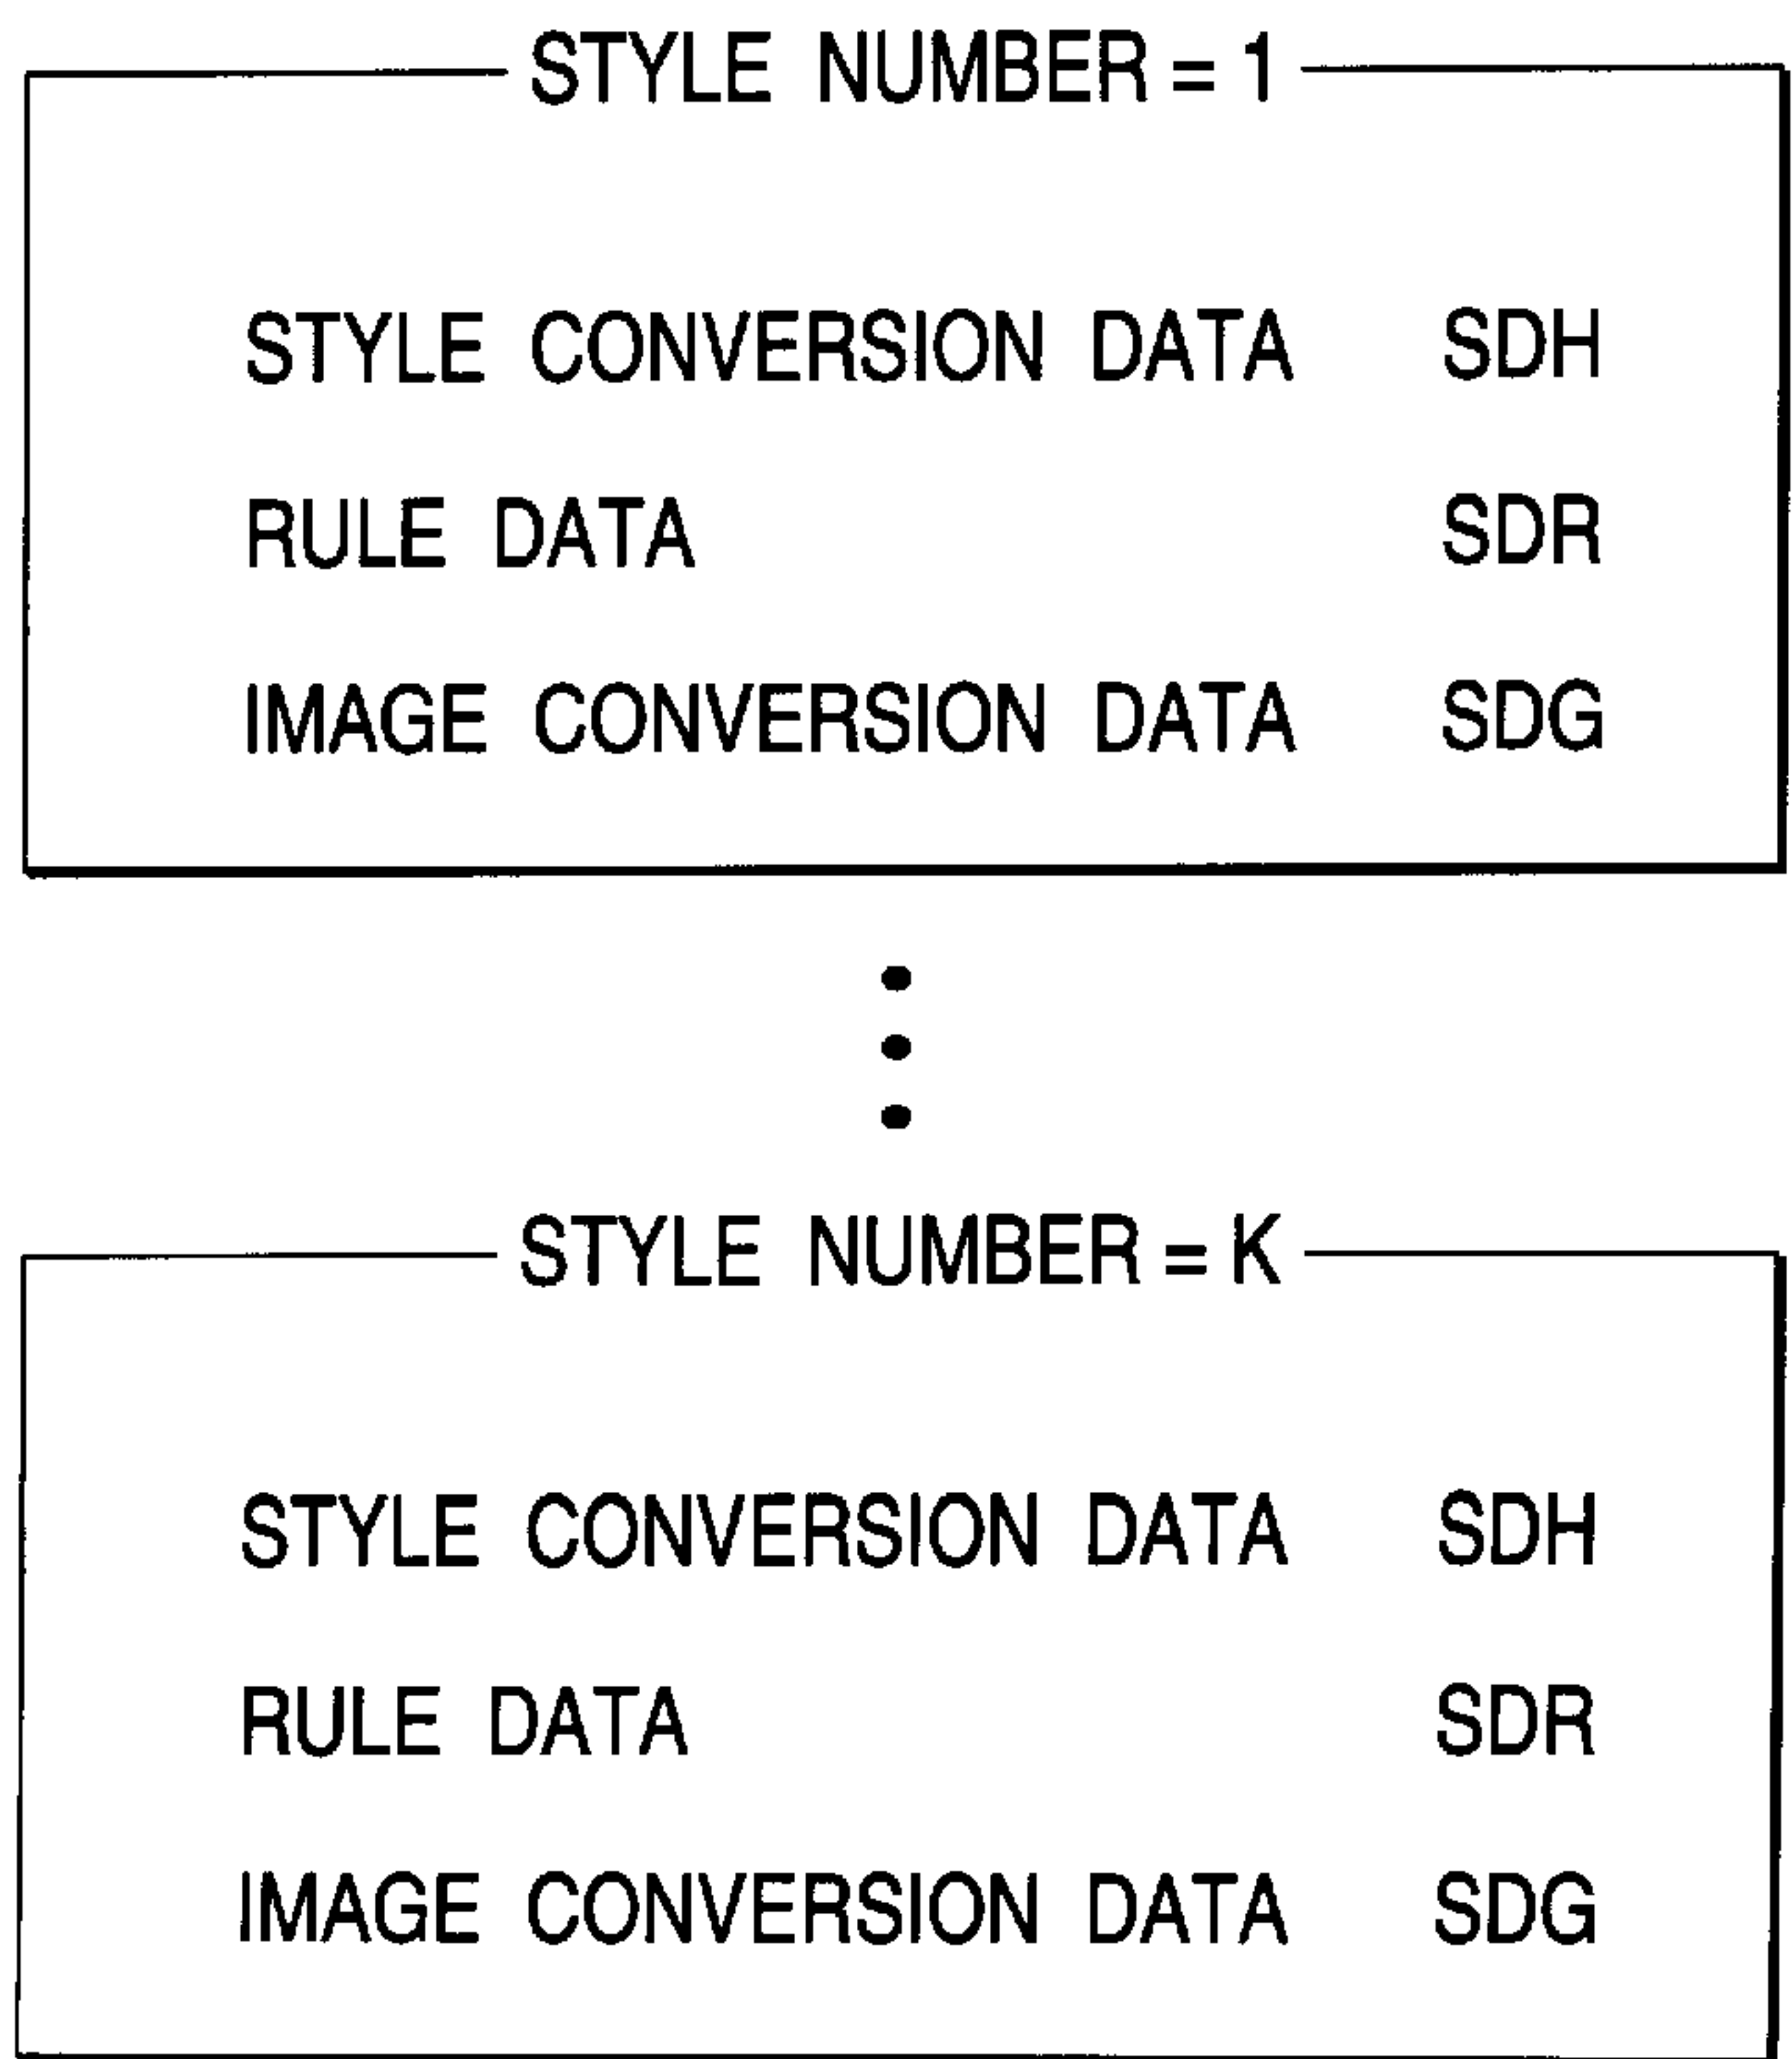 STYLE NUMBER = 1
STYLE CONVERSION DATA SDH
RULE DATA SDR
IMAGE CONVERSION DATA SDG
STYLE NUMBER = K
STYLE CONVERSION DATA SDH
RULE DATA SDR
IMAGE CONVERSION DATA SDG